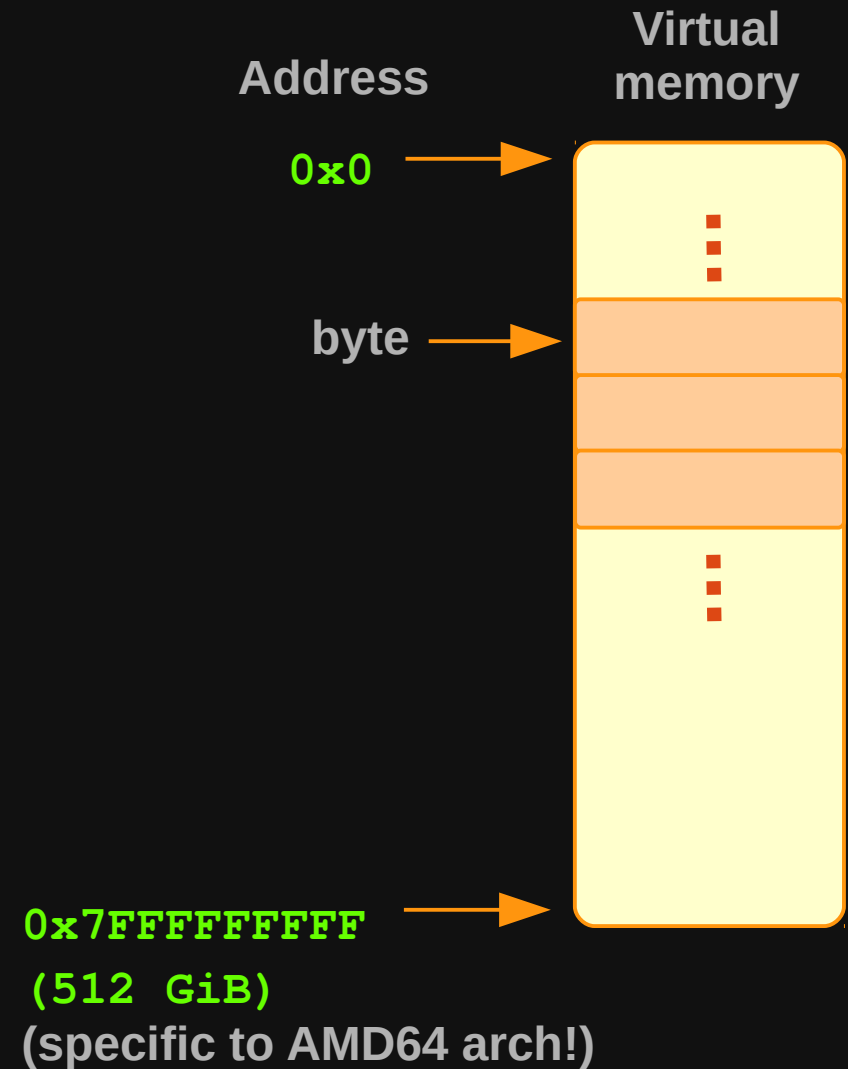 Virtual
memory
Address
0x0
byte
0x7FFFFFFFFF
(512 GiB)
(specific to AMD64 arch!)